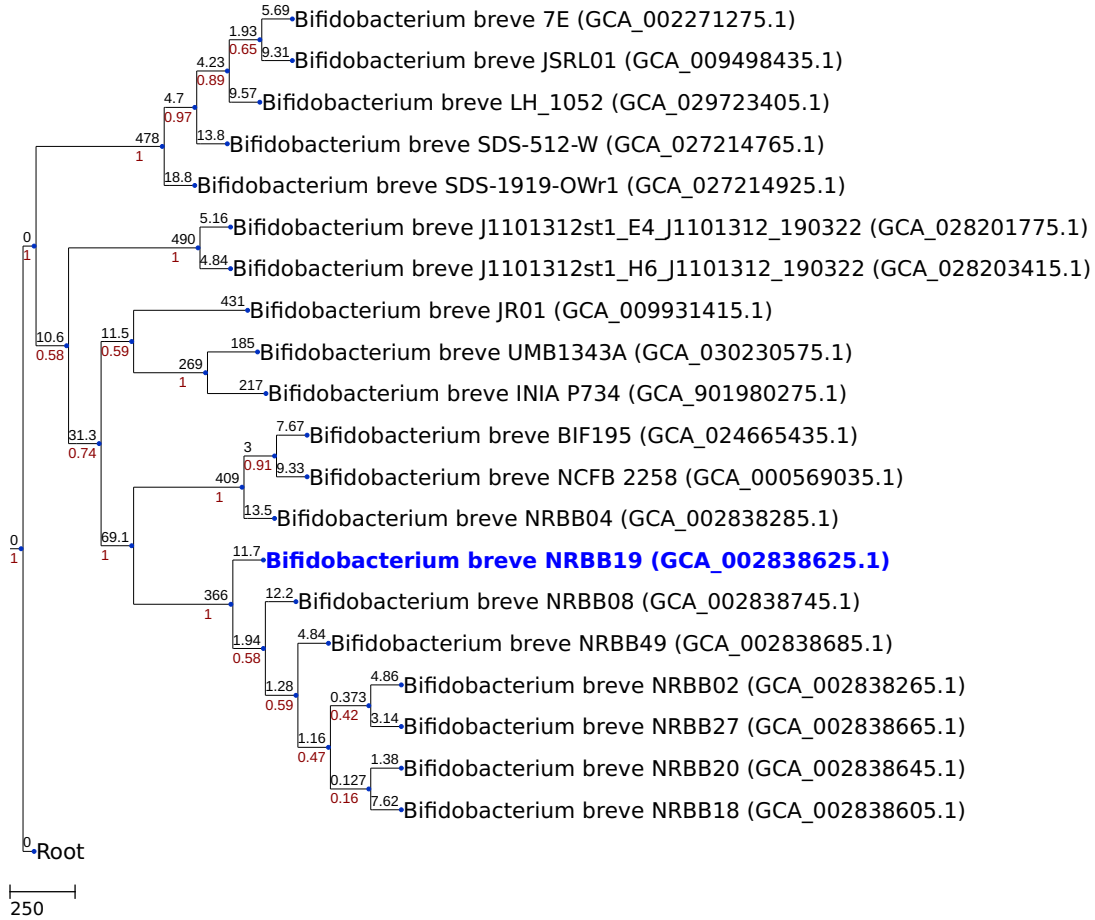 5.69
Bifidobacterium breve 7E (GCA_002271275.1)
1.93
0.65
9.31
Bifidobacterium breve JSRL01 (GCA_009498435.1)
4.23
0.89
9.57
Bifidobacterium breve LH_1052 (GCA_029723405.1)
4.7
0.97
13.8
Bifidobacterium breve SDS-512-W (GCA_027214765.1)
478
1
18.8
Bifidobacterium breve SDS-1919-OWr1 (GCA_027214925.1)
5.16
Bifidobacterium breve J1101312st1_E4_J1101312_190322 (GCA_028201775.1)
0
1
490
1
4.84
Bifidobacterium breve J1101312st1_H6_J1101312_190322 (GCA_028203415.1)
431
Bifidobacterium breve JR01 (GCA_009931415.1)
10.6
0.58
11.5
0.59
185
Bifidobacterium breve UMB1343A (GCA_030230575.1)
269
1
217
Bifidobacterium breve INIA P734 (GCA_901980275.1)
31.3
0.74
7.67
Bifidobacterium breve BIF195 (GCA_024665435.1)
3
0.91
9.33
Bifidobacterium breve NCFB 2258 (GCA_000569035.1)
409
1
13.5
Bifidobacterium breve NRBB04 (GCA_002838285.1)
0
1
69.1
1
11.7
Bifidobacterium breve NRBB19 (GCA_002838625.1)
366
1
12.2
Bifidobacterium breve NRBB08 (GCA_002838745.1)
1.94
0.58
4.84
Bifidobacterium breve NRBB49 (GCA_002838685.1)
1.28
0.59
4.86
Bifidobacterium breve NRBB02 (GCA_002838265.1)
0.373
0.42
3.14
Bifidobacterium breve NRBB27 (GCA_002838665.1)
1.16
0.47
1.38
Bifidobacterium breve NRBB20 (GCA_002838645.1)
0.127
0.16
7.62
Bifidobacterium breve NRBB18 (GCA_002838605.1)
0
Root
250